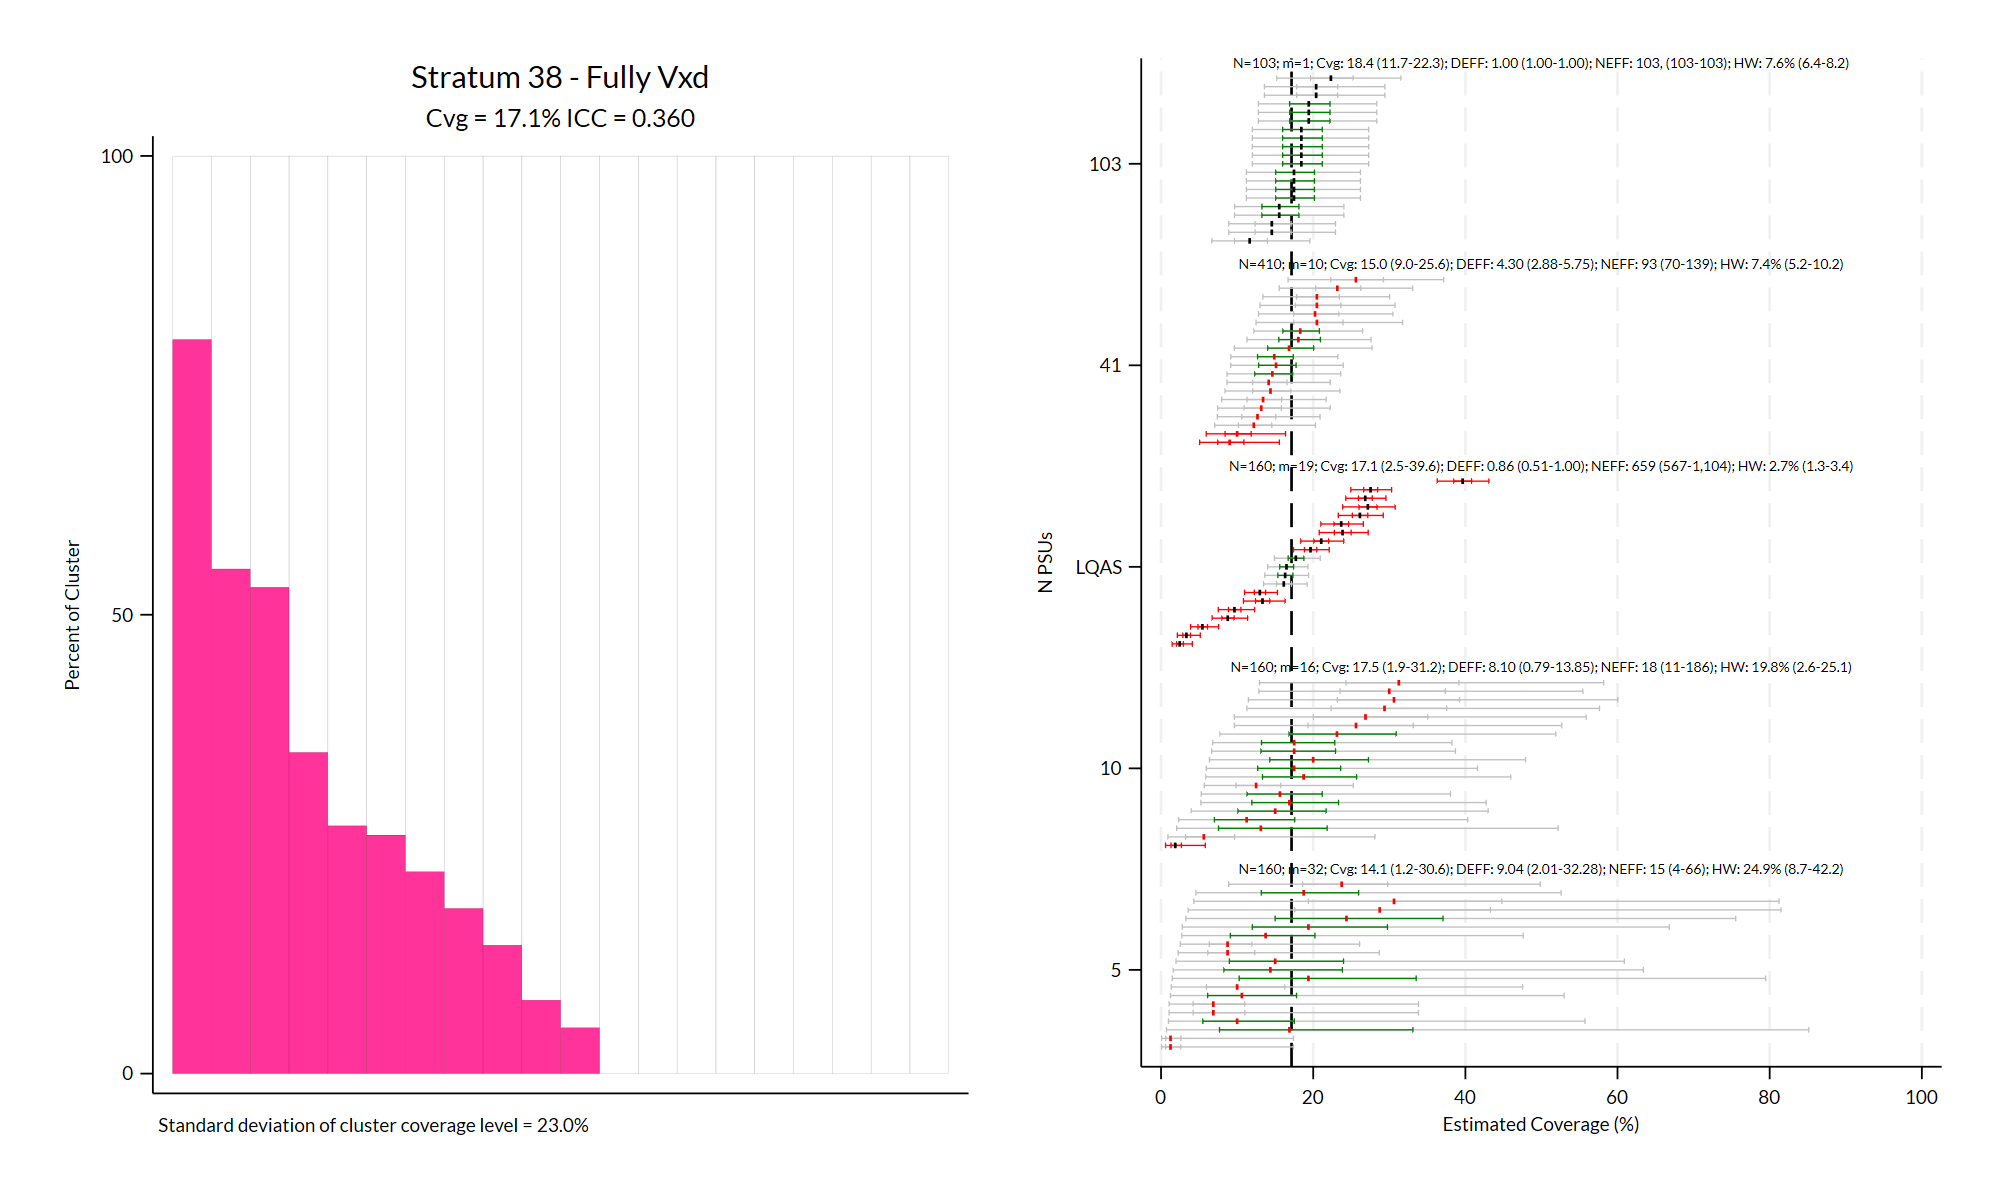 Stratum 38 - Fully Vxd
Cvg = 17.1% ICC = 0.360
100
50
0
Percent of Cluster
Standard deviation of cluster coverage level = 23.0%
N=103; m=1; Cvg: 18.4 (11.7-22.3); DEFF: 1.00 (1.00-1.00); NEFF: 103, (103-103); HW: 7.6% (6.4-8.2)
103
N=410; m=10; Cvg: 15.0 (9.0-25.6); DEFF: 4.30 (2.88-5.75); NEFF: 93 (70-139); HW: 7.4% (5.2-10.2)
41
N=160; m=19; Cvg: 17.1 (2.5-39.6); DEFF: 0.86 (0.51-1.00); NEFF: 659 (567-1,104); HW: 2.7% (1.3-3.4)
LQAS
N=160; m=16; Cvg: 17.5 (1.9-31.2); DEFF: 8.10 (0.79-13.85); NEFF: 18 (11-186); HW: 19.8% (2.6-25.1)
10
N=160; m=32; Cvg: 14.1 (1.2-30.6); DEFF: 9.04 (2.01-32.28); NEFF: 15 (4-66); HW: 24.9% (8.7-42.2)
5
N PSUs
0 20 40 60 80 100
Estimated Coverage (%)